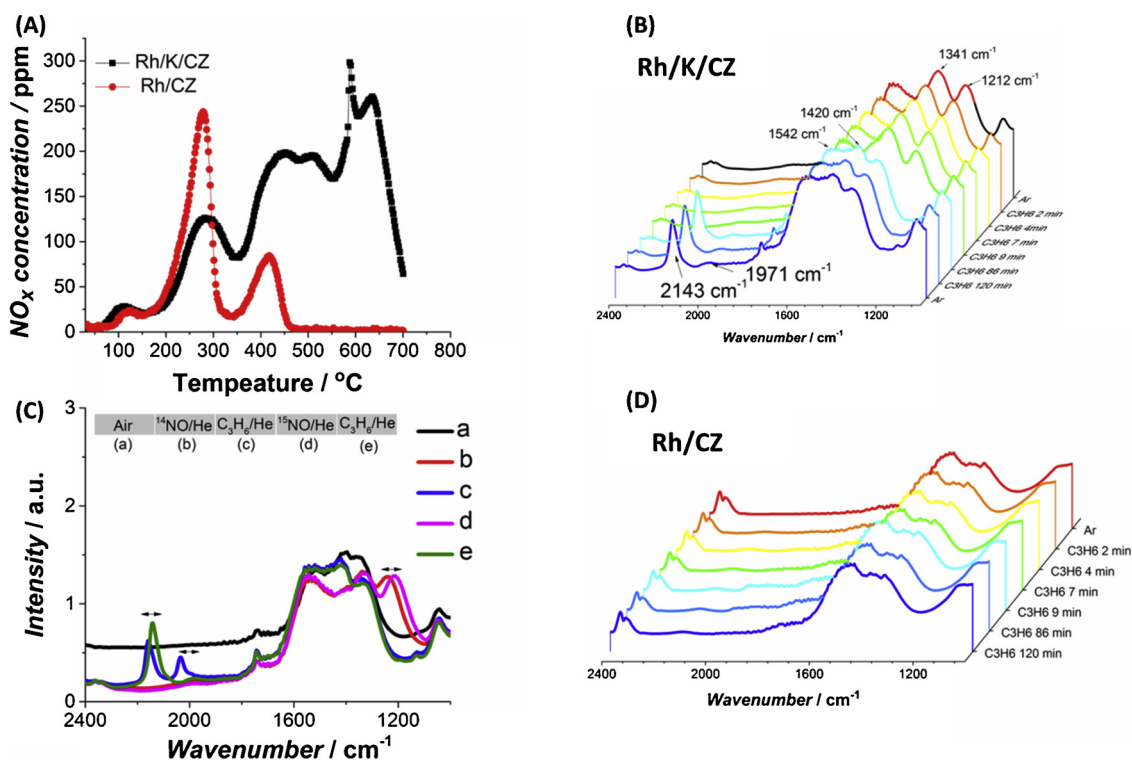 (A)
NOx concentration / ppm
300
250
200
150
100
50
0
Rh/K/CZ
Rh/CZ
100 200 300 400 500 600 700 800
Tempeature / °C
(B)
Rh/K/CZ
1341 cm-1
1212 cm-1
1420 cm-1
1542 cm-1
1971 cm-1
2143 cm-1
Ar
C3H6 2 min
C3H6 4min
C3H6 7 min
C3H6 9 min
C3H6 86 min
C3H6 120 min
Ar
2000 1600 1200
Wavenumber / cm-1
(C)
Intensity / a.u.
3
2
1
0
Air 14NO/He C3H6/He 15NO/He C3H6/He
(a) (b) (c) (d) (e)
a
b
c
d
e
2400 2000 1600 1200
Wavenumber / cm-1
(D)
Rh/CZ
Ar
C3H6 2 min
C3H6 4 min
C3H6 7 min
C3H6 9 min
C3H6 86 min
C3H6 120 min
2000 1600 1200
Wavenumber / cm-1